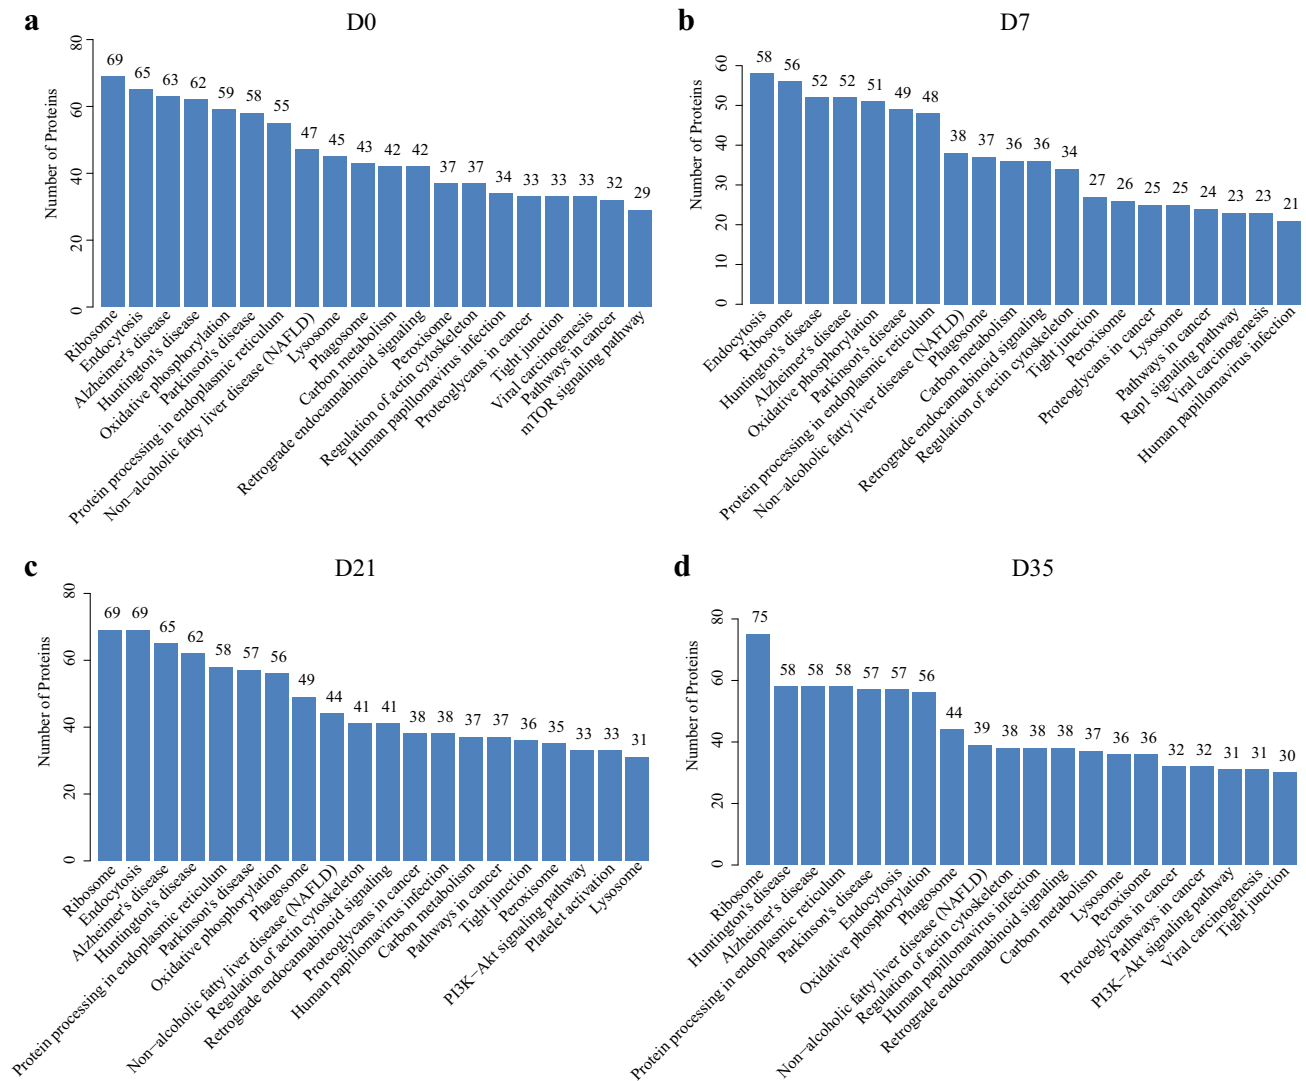 a
D0
Number of Proteins
80
60
40
20
0
69
65
63
62
59
58
55
47
45
43
42
42
37
37
34
33
33
33
32
29
Ribosome
Endocytosis
Alzheimer's disease
Huntington's disease
Oxidative phosphorylation
Parkinson's disease
Protein processing in endoplasmic reticulum
Non−alcoholic fatty liver disease (NAFLD)
Lysosome
Phagosome
Carbon metabolism
Retrograde endocannabinoid signaling
Peroxisome
Regulation of actin cytoskeleton
Human papillomavirus infection
Proteoglycans in cancer
Tight junction
Viral carcinogenesis
Pathways in cancer
mTOR signaling pathway
b
D7
Number of Proteins
60
50
40
30
20
10
0
58
56
52
52
51
49
48
38
37
36
36
34
27
26
25
25
24
23
23
21
Endocytosis
Ribosome
Huntington's disease
Alzheimer's disease
Oxidative phosphorylation
Parkinson's disease
Protein processing in endoplasmic reticulum
Non−alcoholic fatty liver disease (NAFLD)
Phagosome
Carbon metabolism
Retrograde endocannabinoid signaling
Regulation of actin cytoskeleton
Tight junction
Peroxisome
Proteoglycans in cancer
Lysosome
Pathways in cancer
Rap1 signaling pathway
Viral carcinogenesis
Human papillomavirus infection
c
D21
Number of Proteins
80
60
40
20
0
69
69
65
62
58
57
56
49
44
41
41
38
38
37
37
36
35
33
33
31
Ribosome
Endocytosis
Alzheimer's disease
Huntington's disease
Protein processing in endoplasmic reticulum
Parkinson's disease
Oxidative phosphorylation
Phagosome
Non−alcoholic fatty liver disease (NAFLD)
Regulation of actin cytoskeleton
Retrograde endocannabinoid signaling
Proteoglycans in cancer
Human papillomavirus infection
Carbon metabolism
Pathways in cancer
Tight junction
Peroxisome
PI3K−Akt signaling pathway
Platelet activation
Lysosome
d
D35
Number of Proteins
80
60
40
20
0
75
58
58
58
57
57
56
44
39
38
38
38
37
36
36
32
32
31
31
30
Ribosome
Huntington's disease
Alzheimer's disease
Protein processing in endoplasmic reticulum
Parkinson's disease
Endocytosis
Oxidative phosphorylation
Phagosome
Non−alcoholic fatty liver disease (NAFLD)
Regulation of actin cytoskeleton
Human papillomavirus infection
Retrograde endocannabinoid signaling
Carbon metabolism
Lysosome
Peroxisome
Proteoglycans in cancer
Pathways in cancer
PI3K−Akt signaling pathway
Viral carcinogenesis
Tight junction